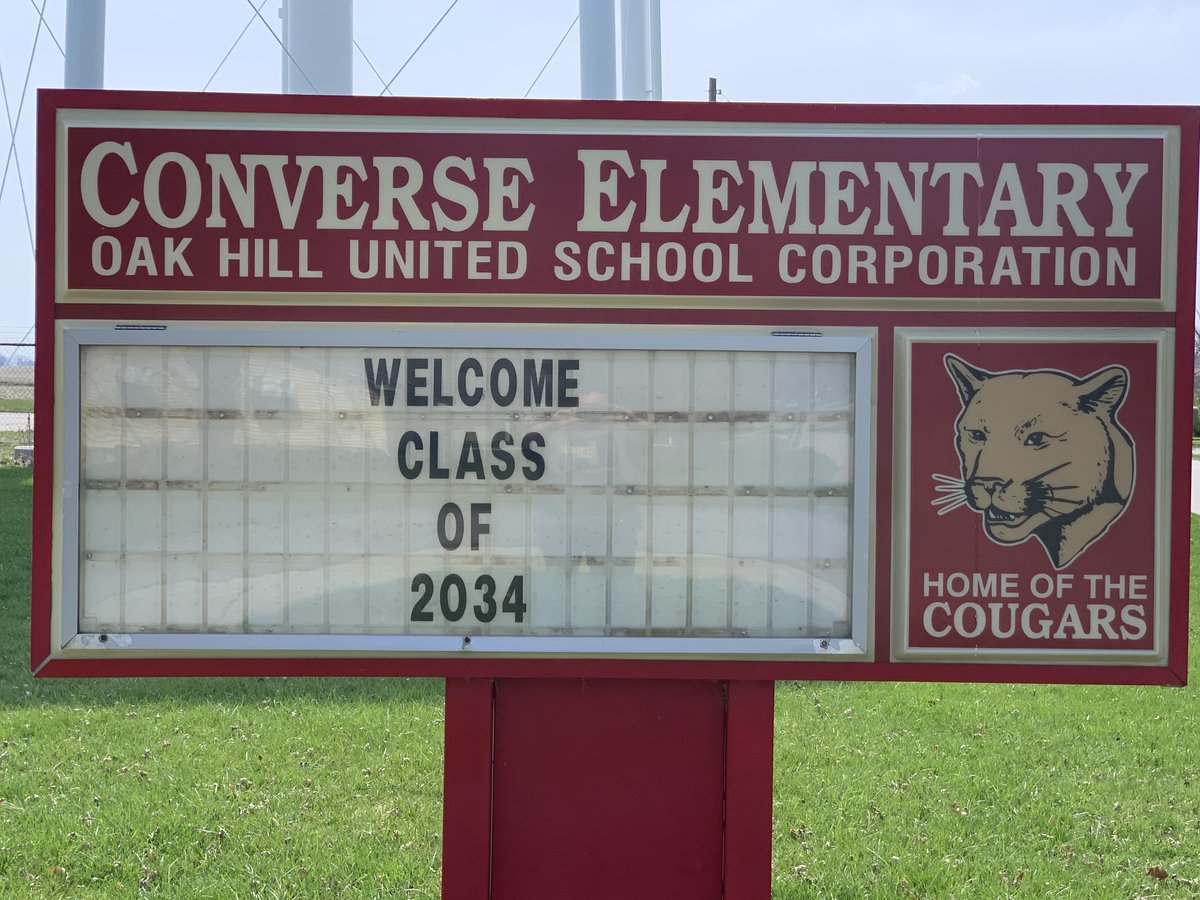 CONVERSE ELEMENTARY
OAK HILL UNITED SCHOOL CORPORATION
WELCOME
CLASS
OF
2034
HOME OF THE
COUGARS